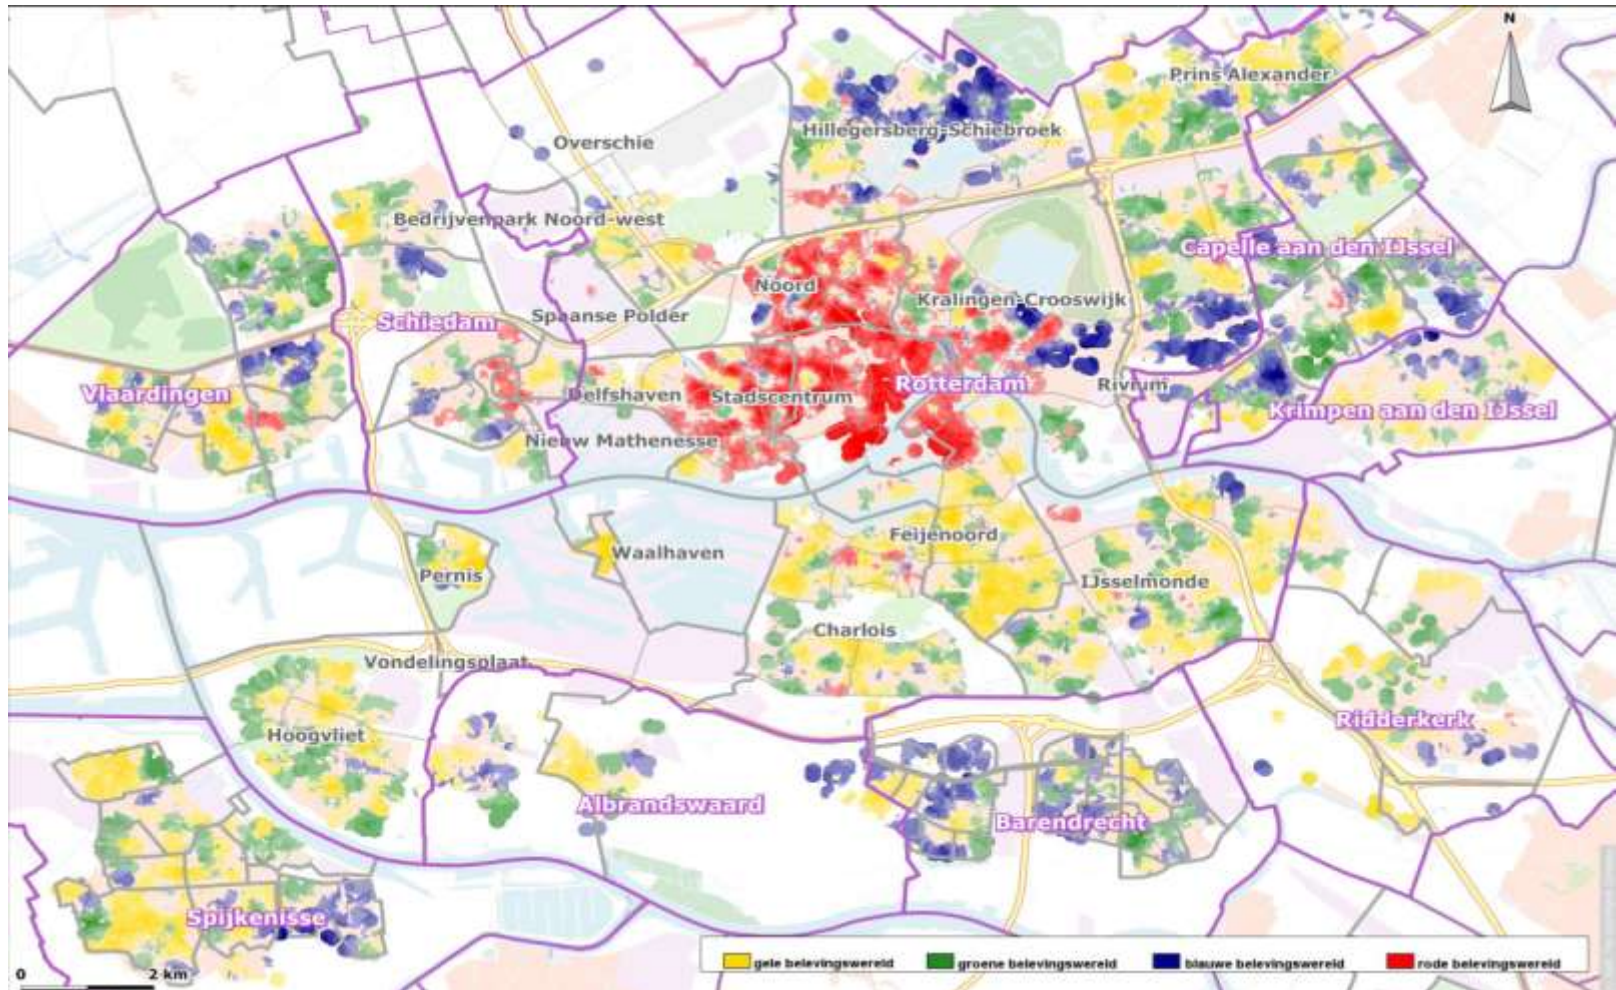 N
Prins Alexander
Hillegersberg-Schiebroek
Overschie
Bedrijvenpark Noord-west
Capelle aan den IJssel
Noord
Kralingen-Crooswijk
Spaanse Polder
Schiedam
Rotterdam
Rivium
Vlaardingen
Delfshaven
Stadscentrum
Krimpen aan den IJssel
Nieuw Mathenesse
Feijenoord
Waalhaven
Pernis
IJsselmonde
Charlois
Vondelingsplaat
Ridderkerk
Hoogvliet
Albrandswaard
Barendrecht
Spijkenisse
gele belevingswereld
groene belevingswereld
blauwe belevingswereld
rode belevingswereld
0 2 km